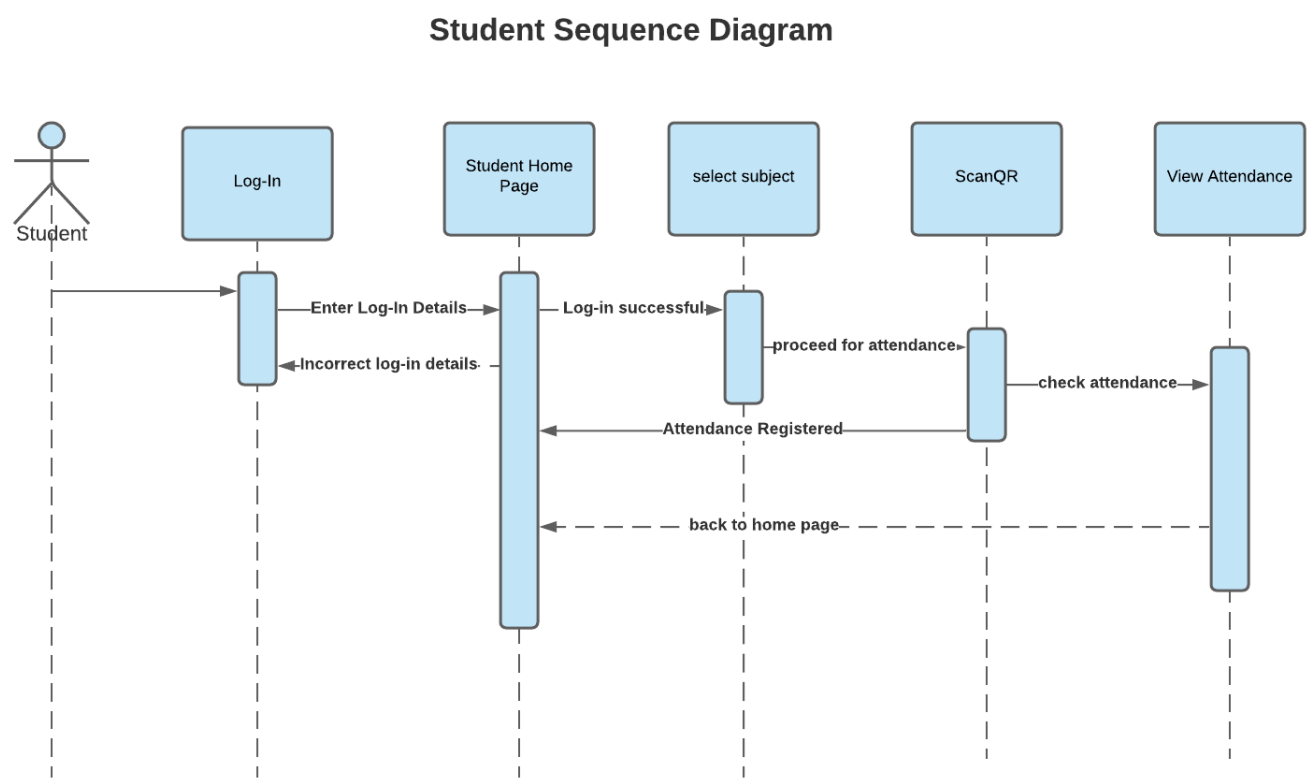 Student Sequence Diagram
Student
Log-In
Student Home
Page
select subject
ScanQR
View Attendance
Enter Log-In Details
Log-in successful
proceed for attendance
Incorrect log-in details
check attendance
Attendance Registered
back to home page